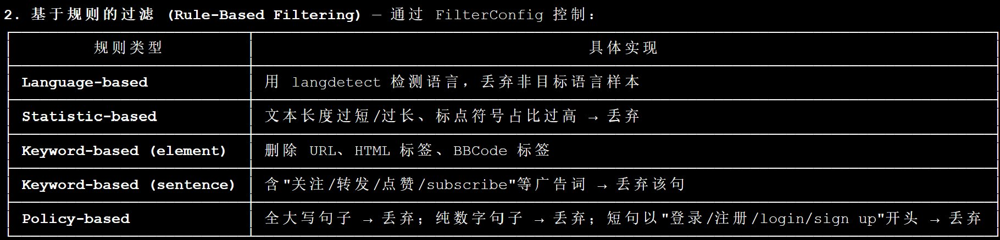 2. 基于规则的过滤 (Rule-Based Filtering) — 通过 FilterConfig 控制：
规则类型 具体实现
Language-based 用 langdetect 检测语言，丢弃非目标语言样本
Statistic-based 文本长度过短/过长、标点符号占比过高 → 丢弃
Keyword-based (element) 删除 URL、HTML 标签、BBCode 标签
Keyword-based (sentence) 含"关注/转发/点赞/subscribe"等广告词 → 丢弃该句
Policy-based 全大写句子 → 丢弃；纯数字句子 → 丢弃；短句以"登录/注册/login/sign up"开头 → 丢弃